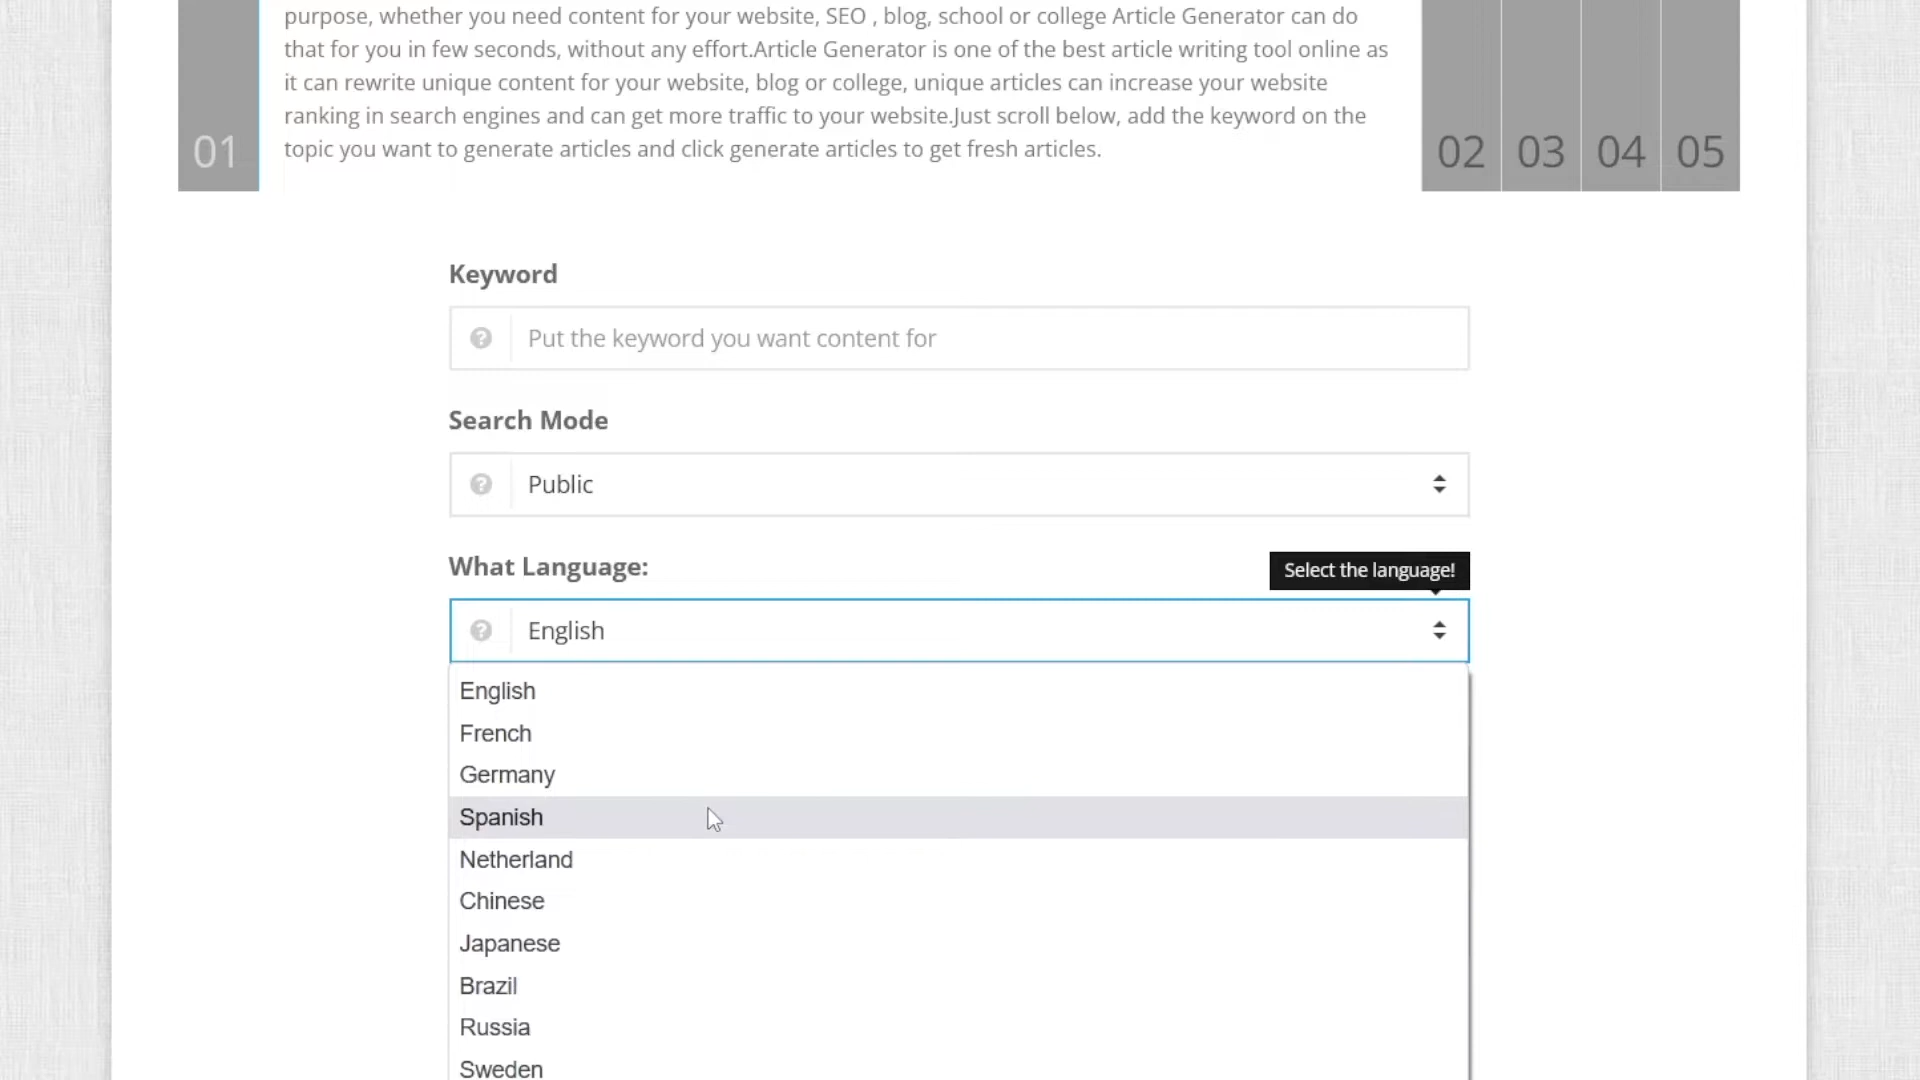 purpose, whether you need content for your website, SEO , blog, school or college Article Generator can do
that for you in few seconds, without any effort.Article Generator is one of the best article writing tool online as
it can rewrite unique content for your website, blog or college, unique articles can increase your website
ranking in search engines and can get more traffic to your website.Just scroll below, add the keyword on the
topic you want to generate articles and click generate articles to get fresh articles.
01
02 03 04 05
Keyword
Put the keyword you want content for
Search Mode
Public
What Language:
Select the language!
English
English
French
Germany
Spanish
Netherland
Chinese
Japanese
Brazil
Russia
Sweden